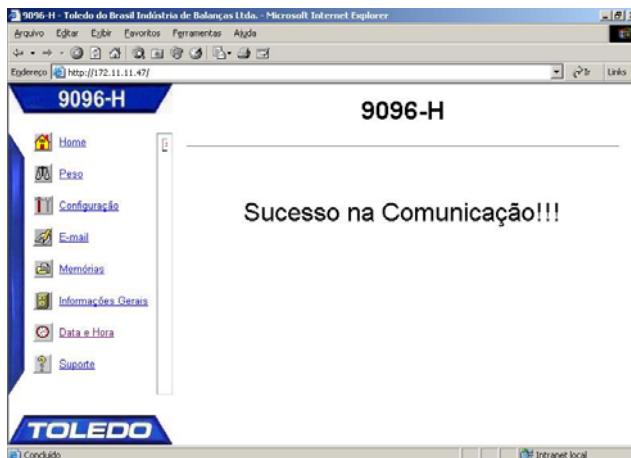 9096-H - Toledo do Brasil Indústria de Balanças Ltda. - Microsoft Internet Explorer
Arquivo Editar Exibir Favoritos Ferramentas Ajuda
Endereço http://172.11.11.47/ Ir Links
9096-H
Home
Peso
Configuração
E-mail
Memórias
Informações Gerais
Data e Hora
Suporte
TOLEDO
9096-H
Sucesso na Comunicação!!!
Concluído Intranet local